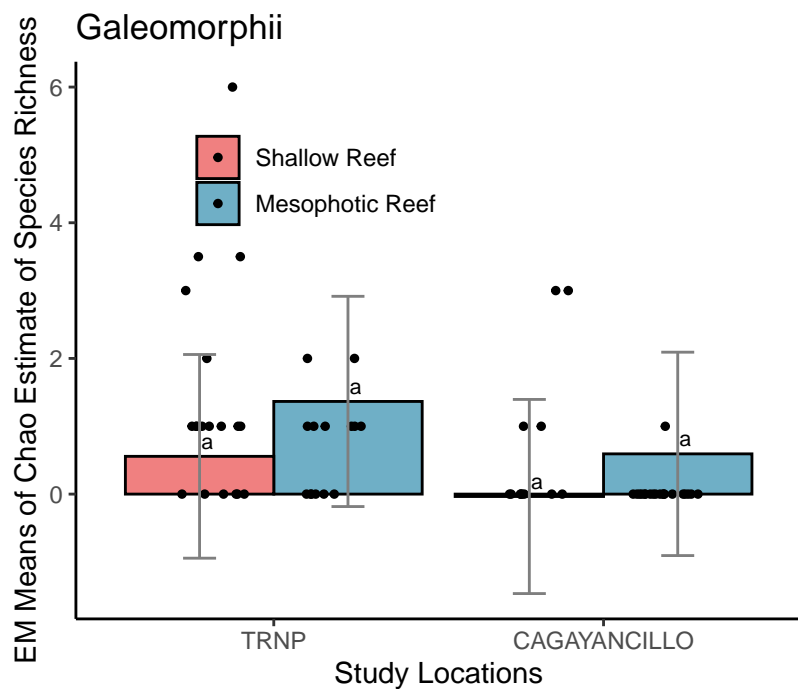 Galeomorphii
EM Means of Chao Estimate of Species Richness
6
4
2
0
Shallow Reef
Mesophotic Reef
a
a
a
a
TRNP
CAGAYANCILLO
Study Locations